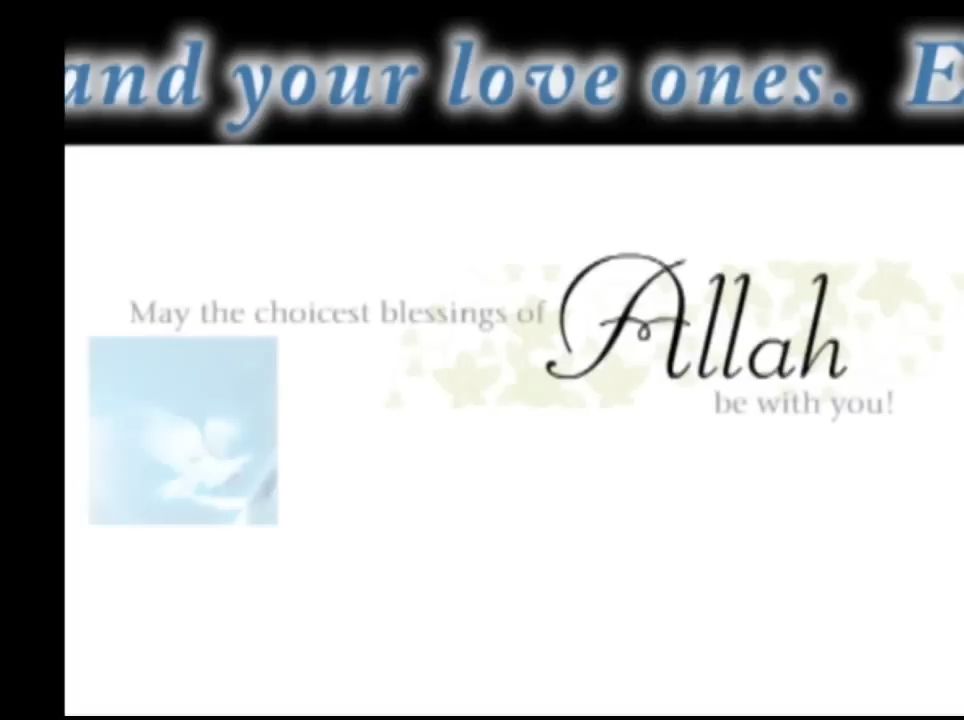 and your love ones. E
May the choicest blessings of Allah
be with you!